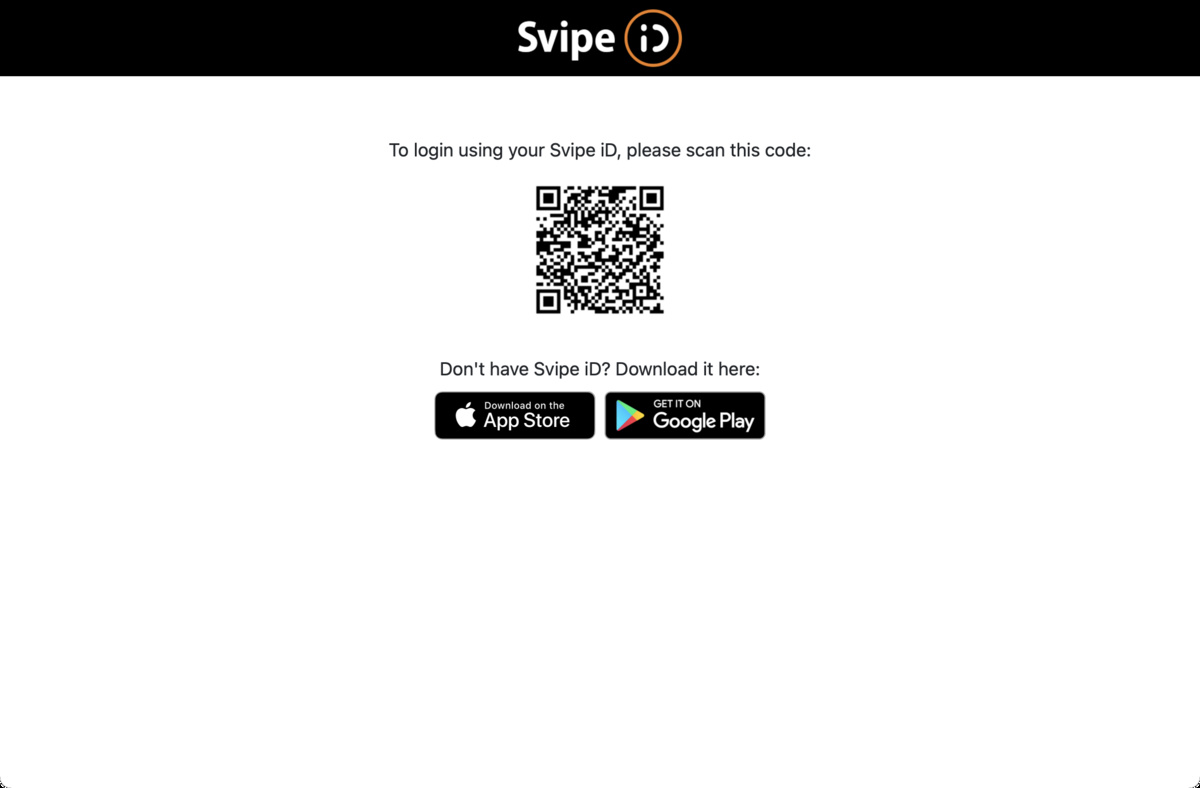 Svipe iD
To login using your Svipe iD, please scan this code:
Don't have Svipe iD? Download it here:
Download on the
App Store
GET IT ON
Google Play